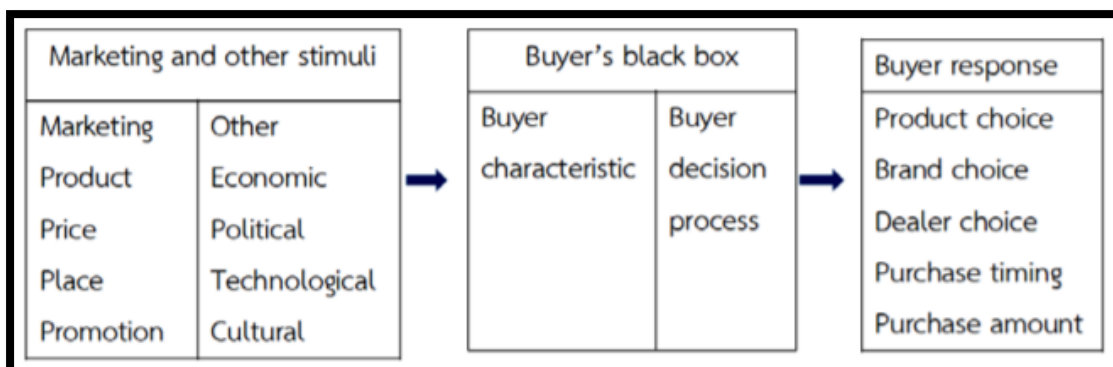 Marketing and other stimuli
Marketing
Product
Price
Place
Promotion
Other
Economic
Political
Technological
Cultural
Buyer's black box
Buyer
characteristic
Buyer
decision
process
Buyer response
Product choice
Brand choice
Dealer choice
Purchase timing
Purchase amount